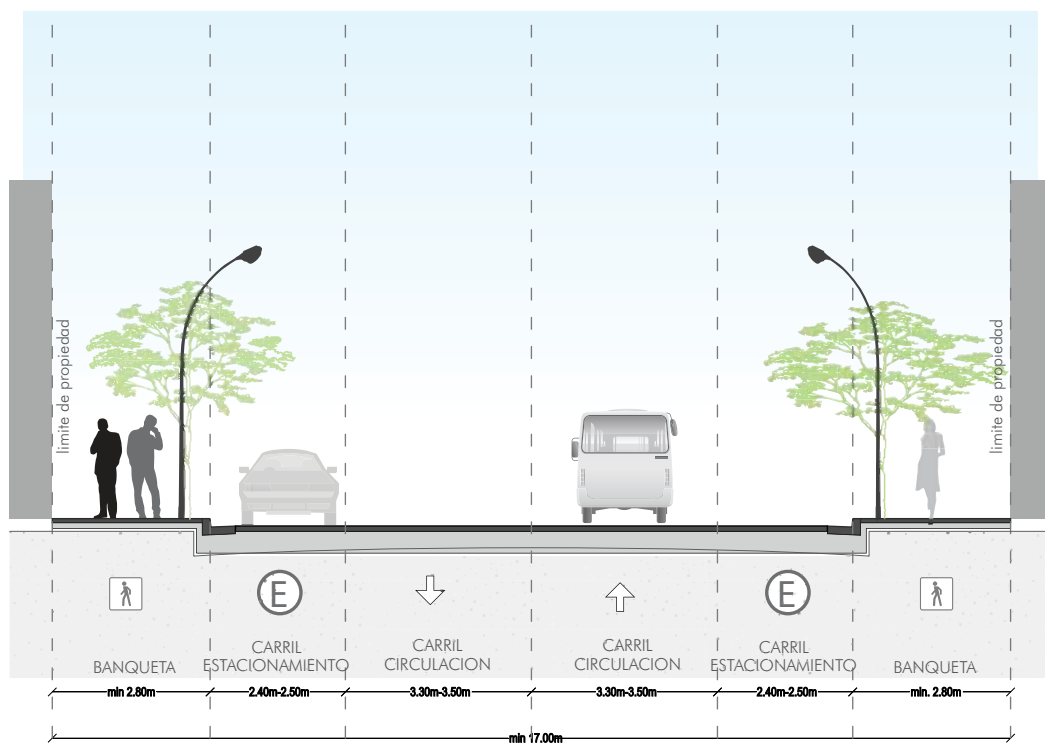 limite de propiedad
limite de propiedad
E
E
BANQUETA
CARRIL
ESTACIONAMIENTO
CARRIL
CIRCULACION
CARRIL
CIRCULACION
CARRIL
ESTACIONAMIENTO
BANQUETA
min 2.80m
2.40m-2.50m
3.30m-3.50m
3.30m-3.50m
2.40m-2.50m
min. 2.80m
min 17.00m